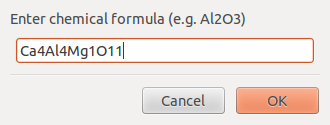 Enter chemical formula (e.g. Al2O3)
Ca4Al4Mg1O11
Cancel
OK